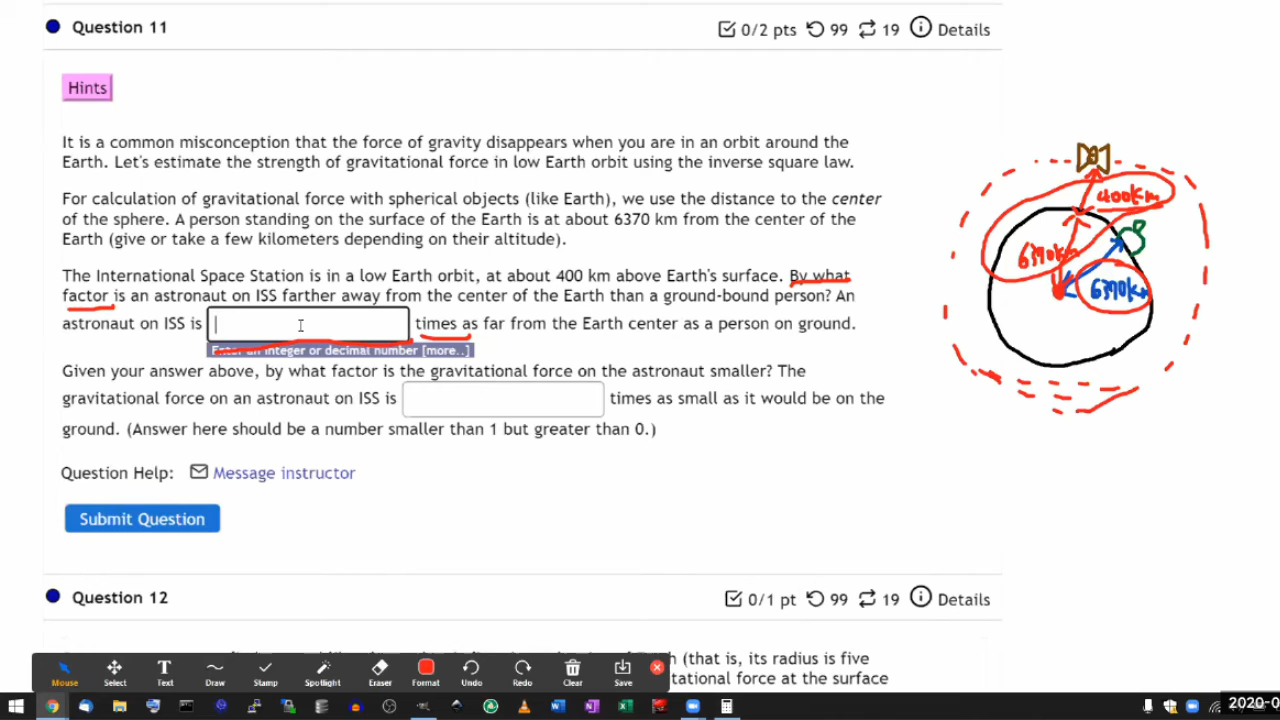 Question 11
0/2 pts 99 19 Details
Hints
It is a common misconception that the force of gravity disappears when you are in an orbit around the
Earth. Let's estimate the strength of gravitational force in low Earth orbit using the inverse square law.
For calculation of gravitational force with spherical objects (like Earth), we use the distance to the center
of the sphere. A person standing on the surface of the Earth is at about 6370 km from the center of the
Earth (give or take a few kilometers depending on their altitude).
The International Space Station is in a low Earth orbit, at about 400 km above Earth's surface. By what
factor is an astronaut on ISS farther away from the center of the Earth than a ground-bound person? An
astronaut on ISS is times as far from the Earth center as a person on ground.
Enter an integer or decimal number [more..]
Given your answer above, by what factor is the gravitational force on the astronaut smaller? The
gravitational force on an astronaut on ISS is times as small as it would be on the
ground. (Answer here should be a number smaller than 1 but greater than 0.)
Question Help: Message instructor
Submit Question
400km
6370km
6370km
Question 12
0/1 pt 99 19 Details
(that is, its radius is five
tational force at the surface
Mouse Select Text Draw Stamp Spotlight Eraser Format Undo Redo Clear Save
2020-0